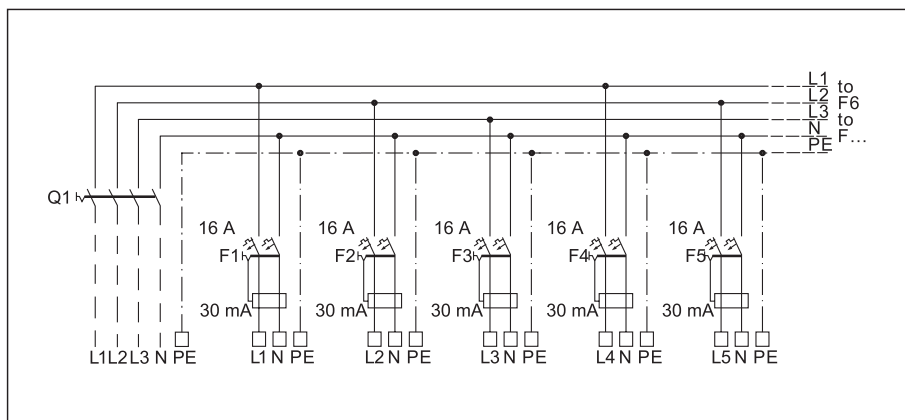 L1 to
L2 F6
L3 to
N F...
PE
Q1
16 A 16 A 16 A 16 A 16 A
F1 F2 F3 F4 F5
30 mA 30 mA 30 mA 30 mA 30 mA
L1 L2 L3 N PE L1 N PE L2 N PE L3 N PE L4 N PE L5 N PE